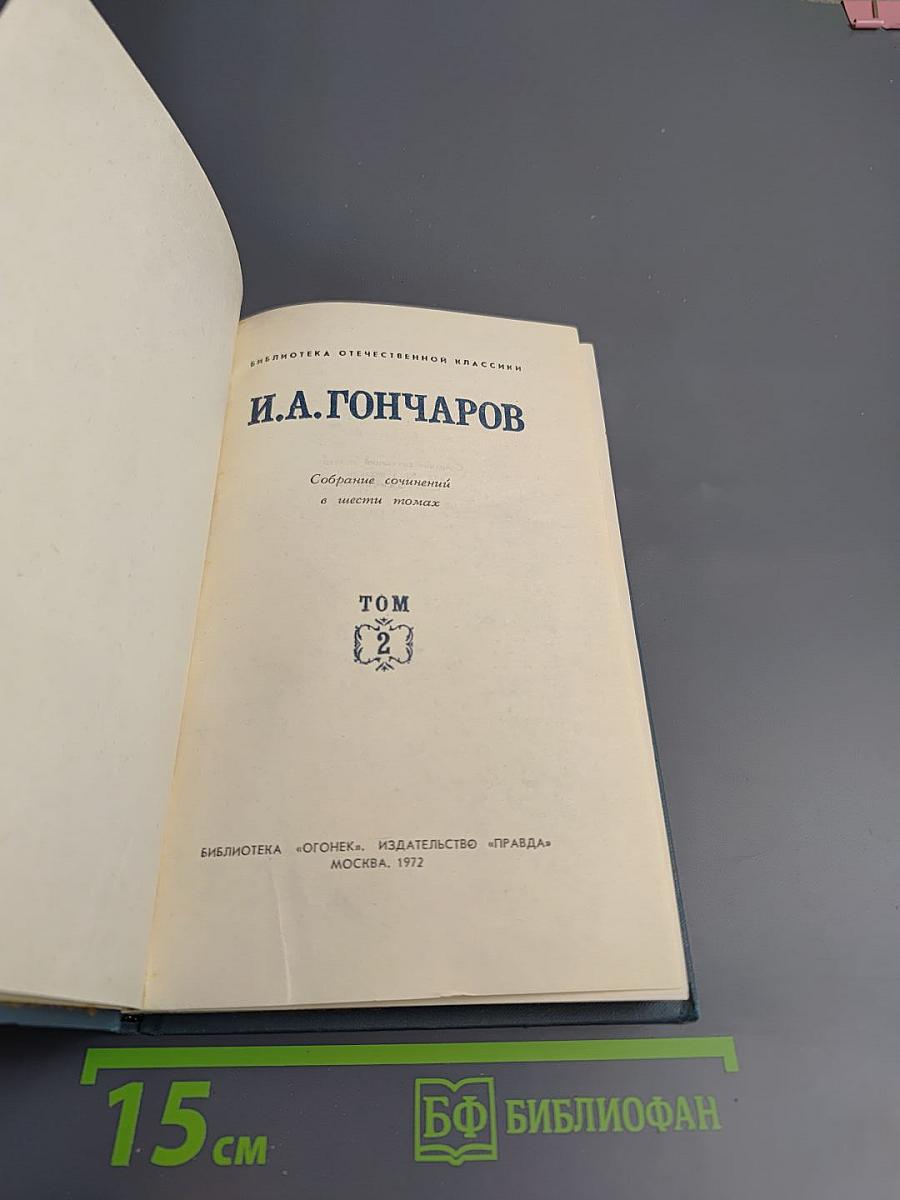 БИБЛИОТЕКА ОТЕЧЕСТВЕННОЙ КЛАССИКИ
И.А.ГОНЧАРОВ
Собрание сочинений
в шести томах
ТОМ
2
БИБЛИОТЕКА «ОГОНЕК». ИЗДАТЕЛЬСТВО «ПРАВДА»
МОСКВА. 1972
15 см
БФ БИБЛИОФАН